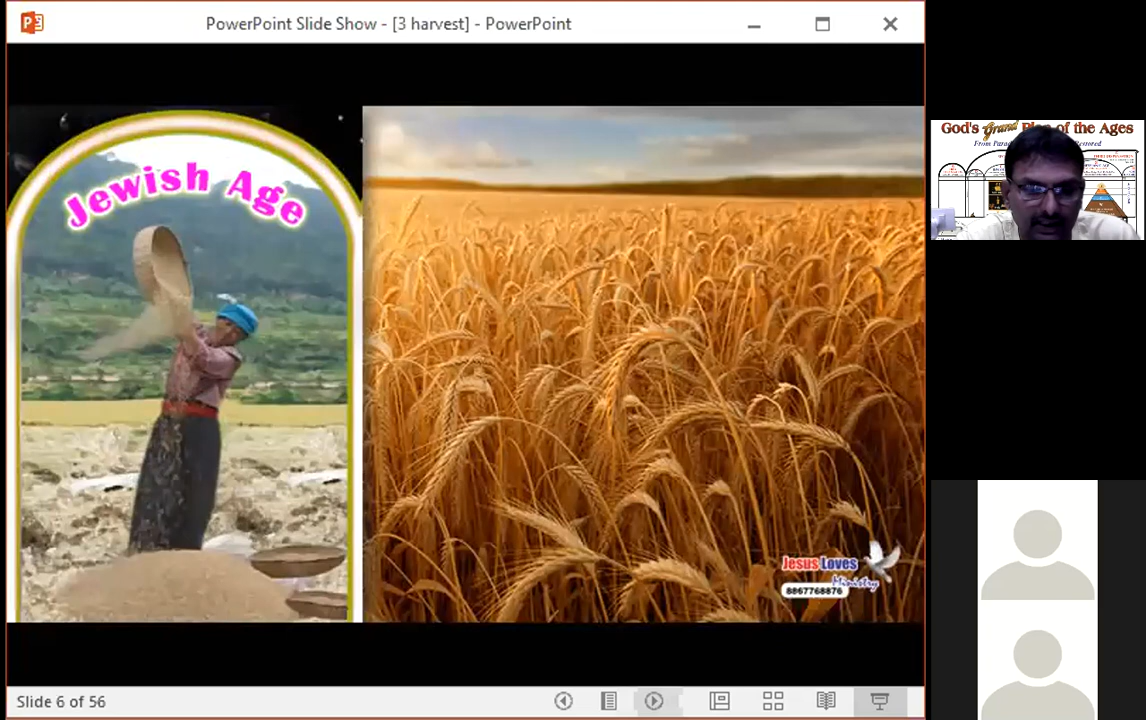 PowerPoint Slide Show - [3 harvest] - PowerPoint
Jewish Age
Jesus Loves
Ministry
8867768876
Slide 6 of 56
God's Grand Plan of the Ages